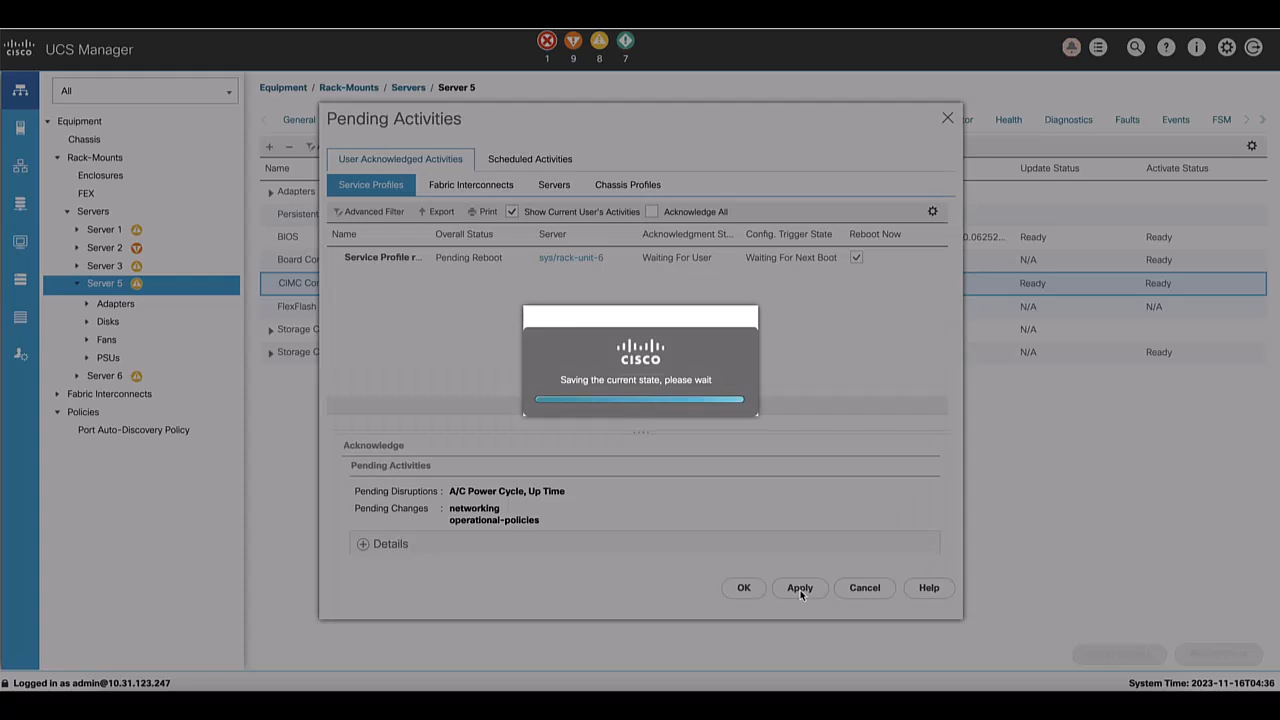 cisco UCS Manager
1 9 8 7
All
Equipment
Chassis
Rack-Mounts
Enclosures
FEX
Servers
Server 1
Server 2
Server 3
Server 5
Adapters
Disks
Fans
PSUs
Server 6
Fabric Interconnects
Policies
Port Auto-Discovery Policy
Equipment / Rack-Mounts / Servers / Server 5
General
Health Diagnostics Faults Events FSM
Name Update Status Activate Status
Adapters
Persistent
BIOS 0.06252... Ready Ready
Board Co N/A Ready
CIMC Co Ready Ready
FlexFlash N/A N/A
Storage C N/A
Storage C N/A Ready
Pending Activities
User Acknowledged Activities Scheduled Activities
Service Profiles Fabric Interconnects Servers Chassis Profiles
Advanced Filter Export Print Show Current User's Activities Acknowledge All
Name Overall Status Server Acknowledgment St... Config. Trigger State Reboot Now
Service Profile r... Pending Reboot sys/rack-unit-6 Waiting For User Waiting For Next Boot
cisco
Saving the current state, please wait
Acknowledge
Pending Activities
Pending Disruptions : A/C Power Cycle, Up Time
Pending Changes : networking
operational-policies
Details
OK Apply Cancel Help
Logged in as admin@10.31.123.247 System Time: 2023-11-16T04:36